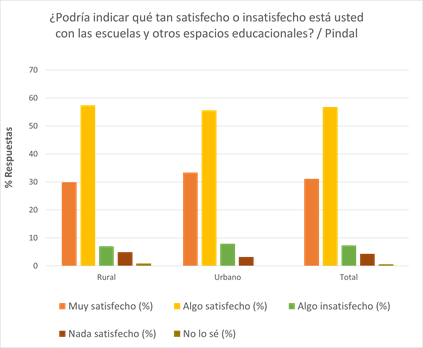 ¿Podría indicar qué tan satisfecho o insatisfecho está usted
con las escuelas y otros espacios educacionales? / Pindal
% Respuestas
70
60
50
40
30
20
10
0
Rural Urbano Total
Muy satisfecho (%) Algo satisfecho (%) Algo insatisfecho (%)
Nada satisfecho (%) No lo sé (%)